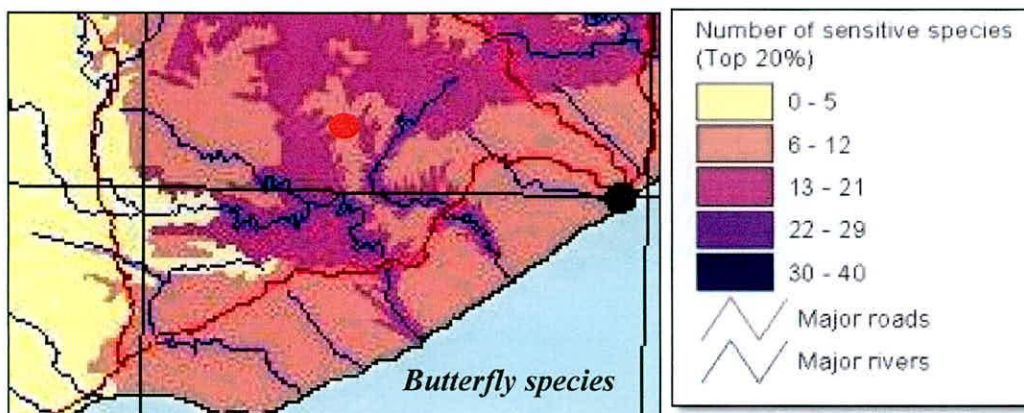 Butterfly species
Number of sensitive species
(Top 20%)
0 - 5
6 - 12
13 - 21
22 - 29
30 - 40
Major roads
Major rivers